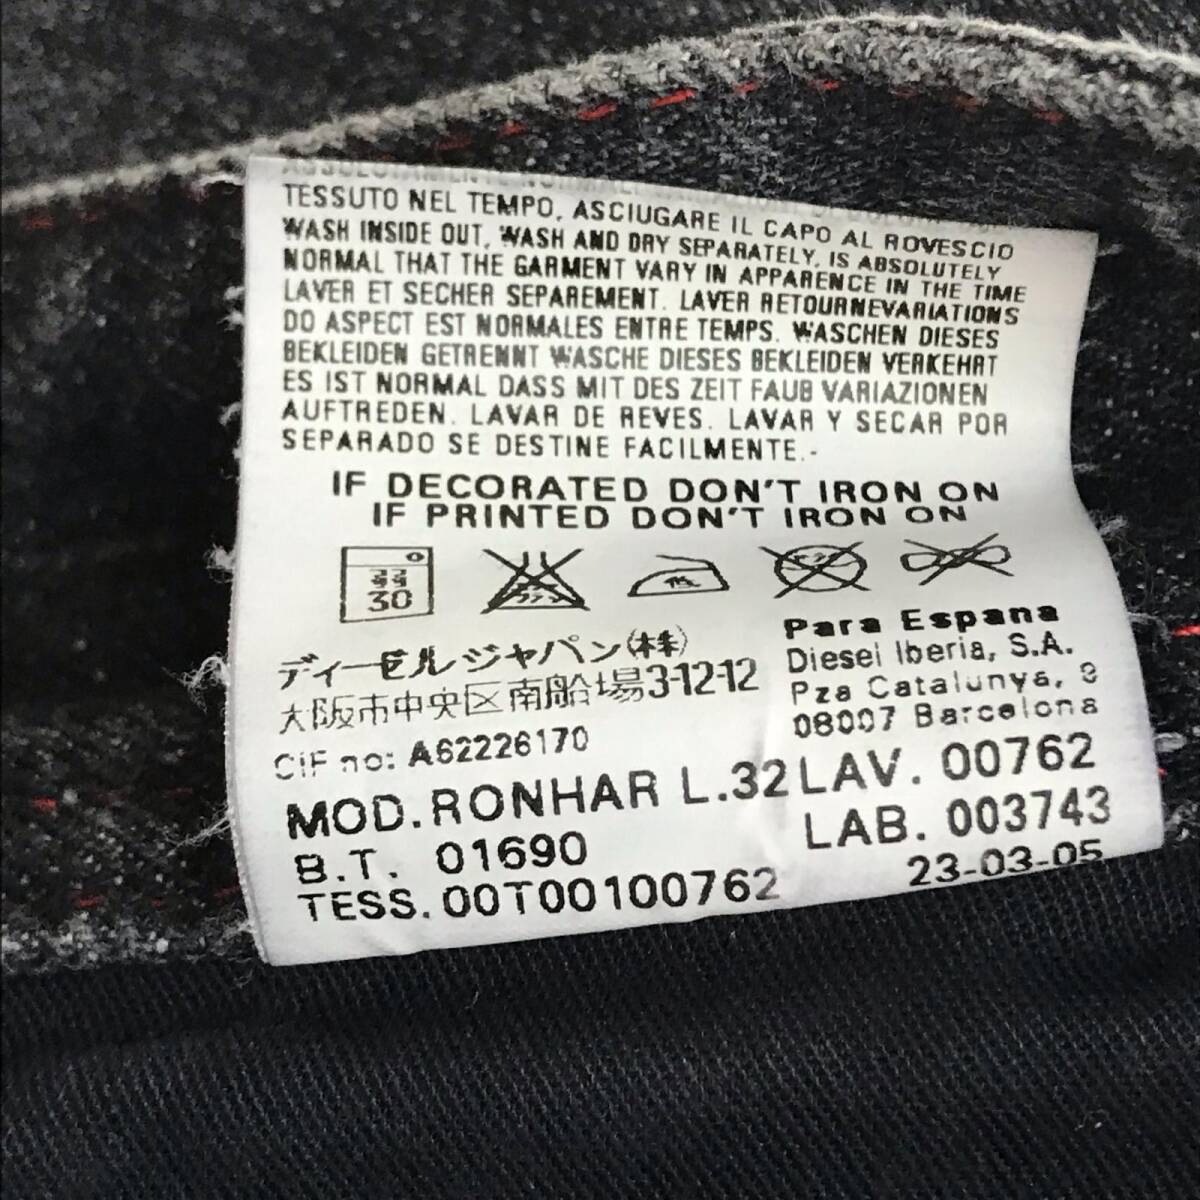 TESSUTO NEL TEMPO, ASCIUGARE IL CAPO AL ROVESCIO
WASH INSIDE OUT, WASH AND DRY SEPARATELY, IS ABSOLUTELY
NORMAL THAT THE GARMENT VARY IN APPARENCE IN THE TIME
LAVER ET SECHER SEPAREMENT. LAVER RETOURNEVARIATIONS
DO ASPECT EST NORMALES ENTRE TEMPS. WASCHEN DIESES
BEKLEIDEN GETRENNT WASCHE DIESES BEKLEIDEN VERKEHRT
ES IST NORMAL DASS MIT DES ZEIT FAUB VARIAZIONEN
AUFTREDEN. LAVAR DE REVES. LAVAR Y SECAR POR
SEPARADO SE DESTINE FACILMENTE.-
IF DECORATED DON'T IRON ON
IF PRINTED DON'T IRON ON
30
ディーゼルジャパン(株)
大阪市中央区南船場3-12-12
CIF no: A62226170
Para Espana
Diesel Iberia, S.A.
Pza Catalunya, 9
08007 Barcelona
MOD. RONHAR L.32 LAV. 00762
B.T. 01690 LAB. 003743
TESS. 00T00100762 23-03-05